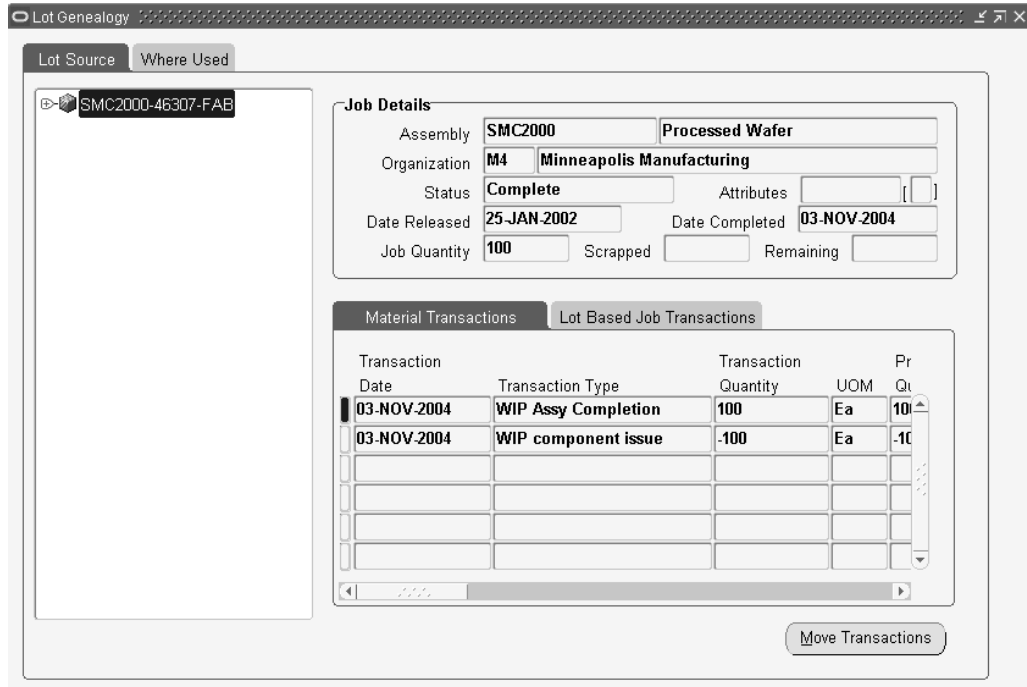 Lot Genealogy
Lot Source Where Used
SMC2000-46307-FAB
Job Details
Assembly SMC2000 Processed Wafer
Organization M4 Minneapolis Manufacturing
Status Complete Attributes [ ]
Date Released 25-JAN-2002 Date Completed 03-NOV-2004
Job Quantity 100 Scrapped Remaining
Material Transactions Lot Based Job Transactions
Transaction Transaction Pr
Date Transaction Type Quantity UOM
03-NOV-2004 WIP Assy Completion 100 Ea
03-NOV-2004 WIP component issue -100 Ea -10
Move Transactions